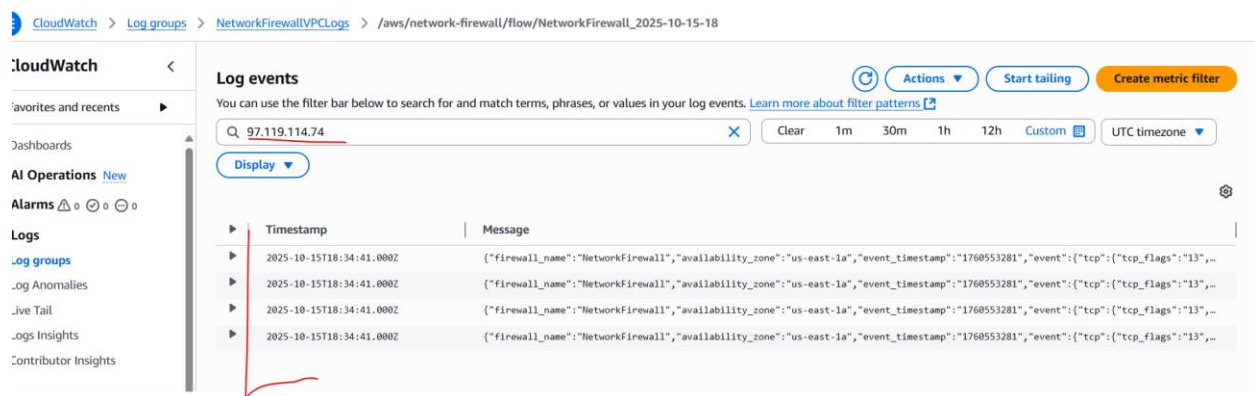 CloudWatch > Log groups > NetworkFirewallVPCLogs > /aws/network-firewall/flow/NetworkFirewall_2025-10-15-18
CloudWatch
Favorites and recents
Dashboards
AI Operations New
Alarms 0 0 0
Logs
Log groups
Log Anomalies
Live Tail
Logs Insights
Contributor Insights
Log events
Actions Start tailing Create metric filter
You can use the filter bar below to search for and match terms, phrases, or values in your log events. Learn more about filter patterns
97.119.114.74 Clear 1m 30m 1h 12h Custom UTC timezone
Display
Timestamp Message
2025-10-15T18:34:41.000Z {"firewall_name":"NetworkFirewall","availability_zone":"us-east-1a","event_timestamp":"1760553281","event":{"tcp":{"tcp_flags":"13",…
2025-10-15T18:34:41.000Z {"firewall_name":"NetworkFirewall","availability_zone":"us-east-1a","event_timestamp":"1760553281","event":{"tcp":{"tcp_flags":"13",…
2025-10-15T18:34:41.000Z {"firewall_name":"NetworkFirewall","availability_zone":"us-east-1a","event_timestamp":"1760553281","event":{"tcp":{"tcp_flags":"13",…
2025-10-15T18:34:41.000Z {"firewall_name":"NetworkFirewall","availability_zone":"us-east-1a","event_timestamp":"1760553281","event":{"tcp":{"tcp_flags":"13",…